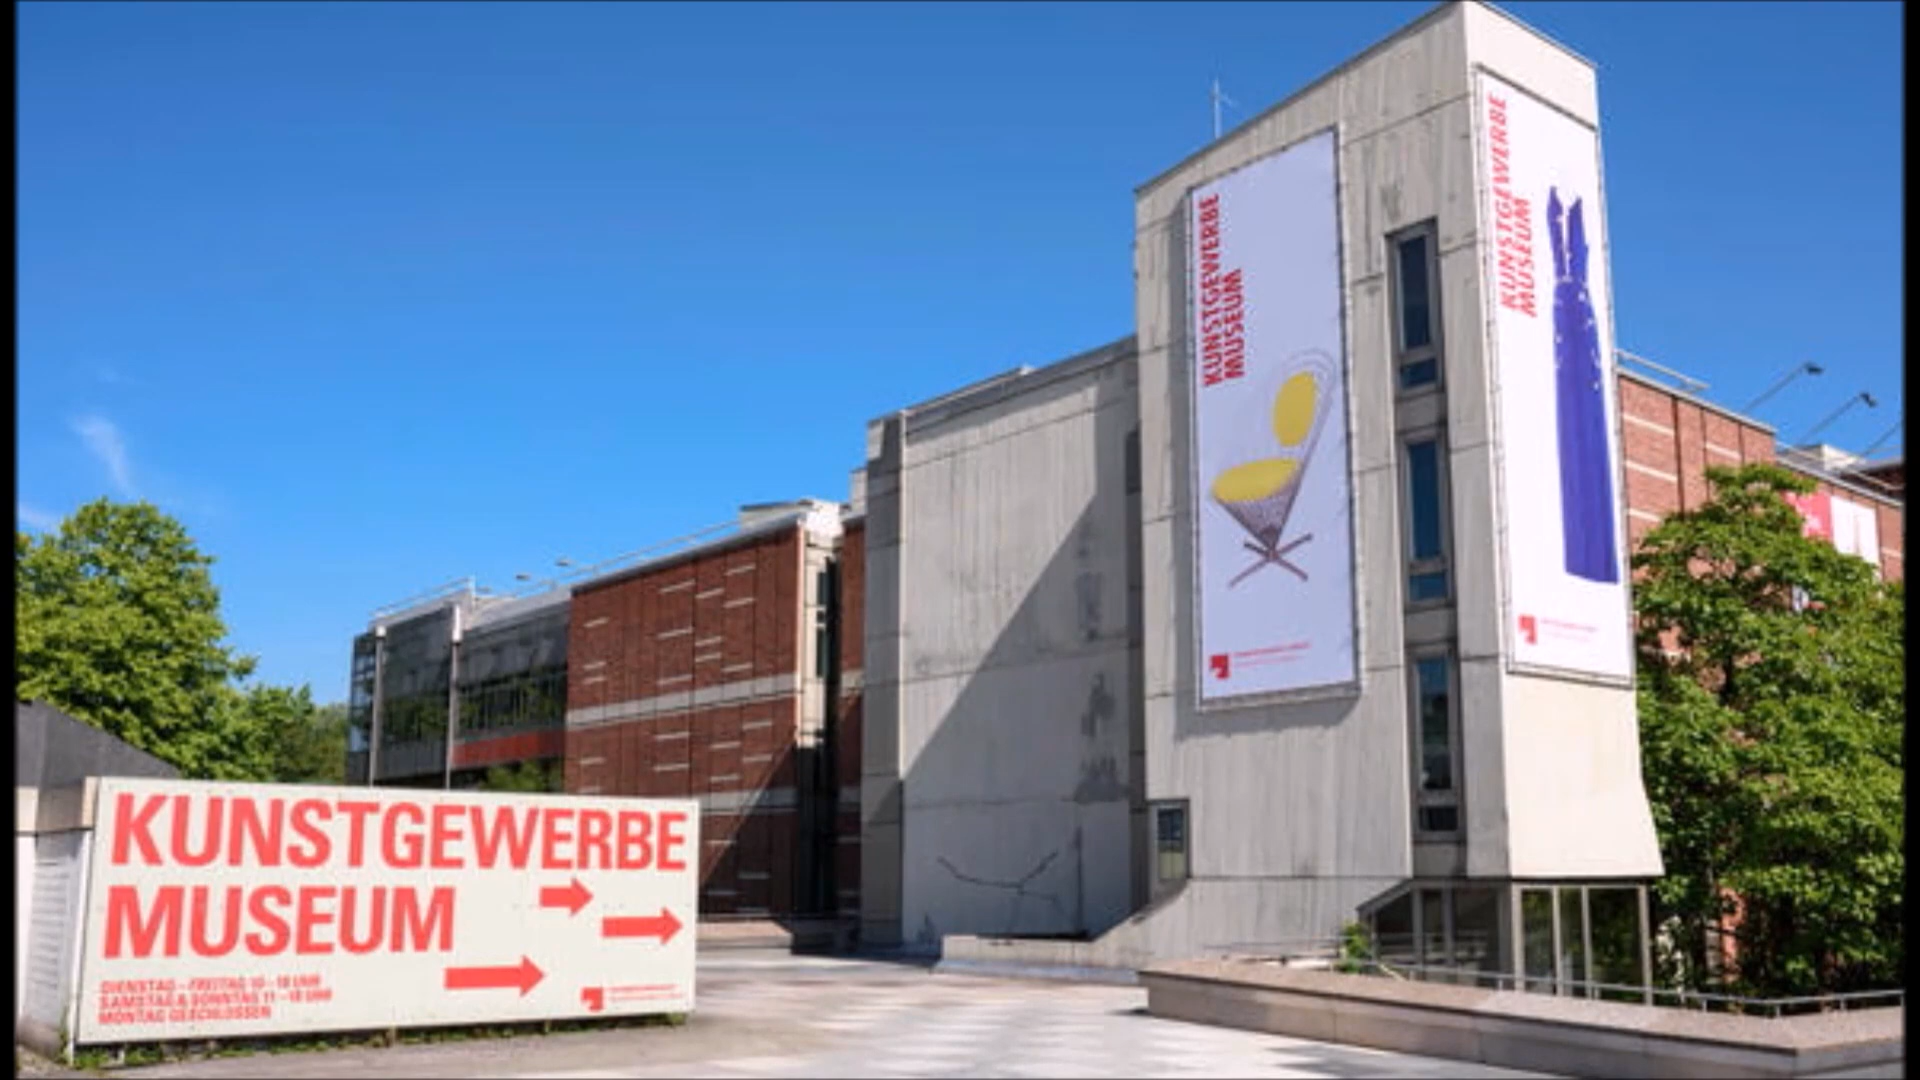 KUNSTGEWERBE
MUSEUM
KUNSTGEWERBE
MUSEUM
KUNSTGEWERBE
MUSEUM
DIENSTAG - FREITAG 10 - 18 UHR
SAMSTAG & SONNTAG 11 - 18 UHR
MONTAG GESCHLOSSEN